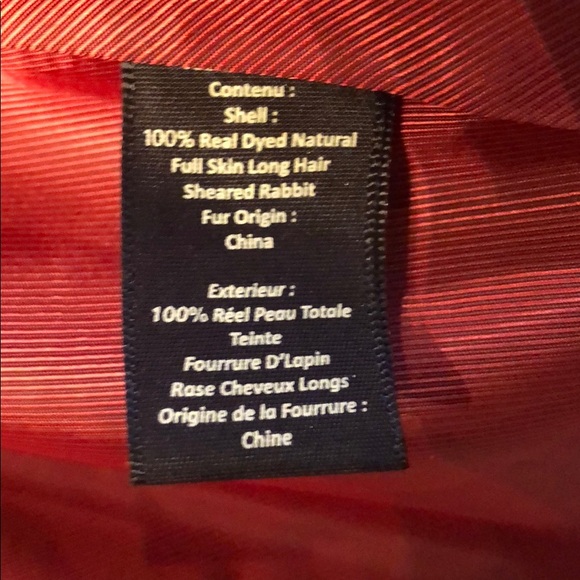 Contenu :
Shell :
100% Real Dyed Natural
Full Skin Long Hair
Sheared Rabbit
Fur Origin :
China
Exterieur :
100% Réel Peau Totale
Teinte
Fourrure D'Lapin
Rase Cheveux Longs
Origine de la Fourrure :
Chine